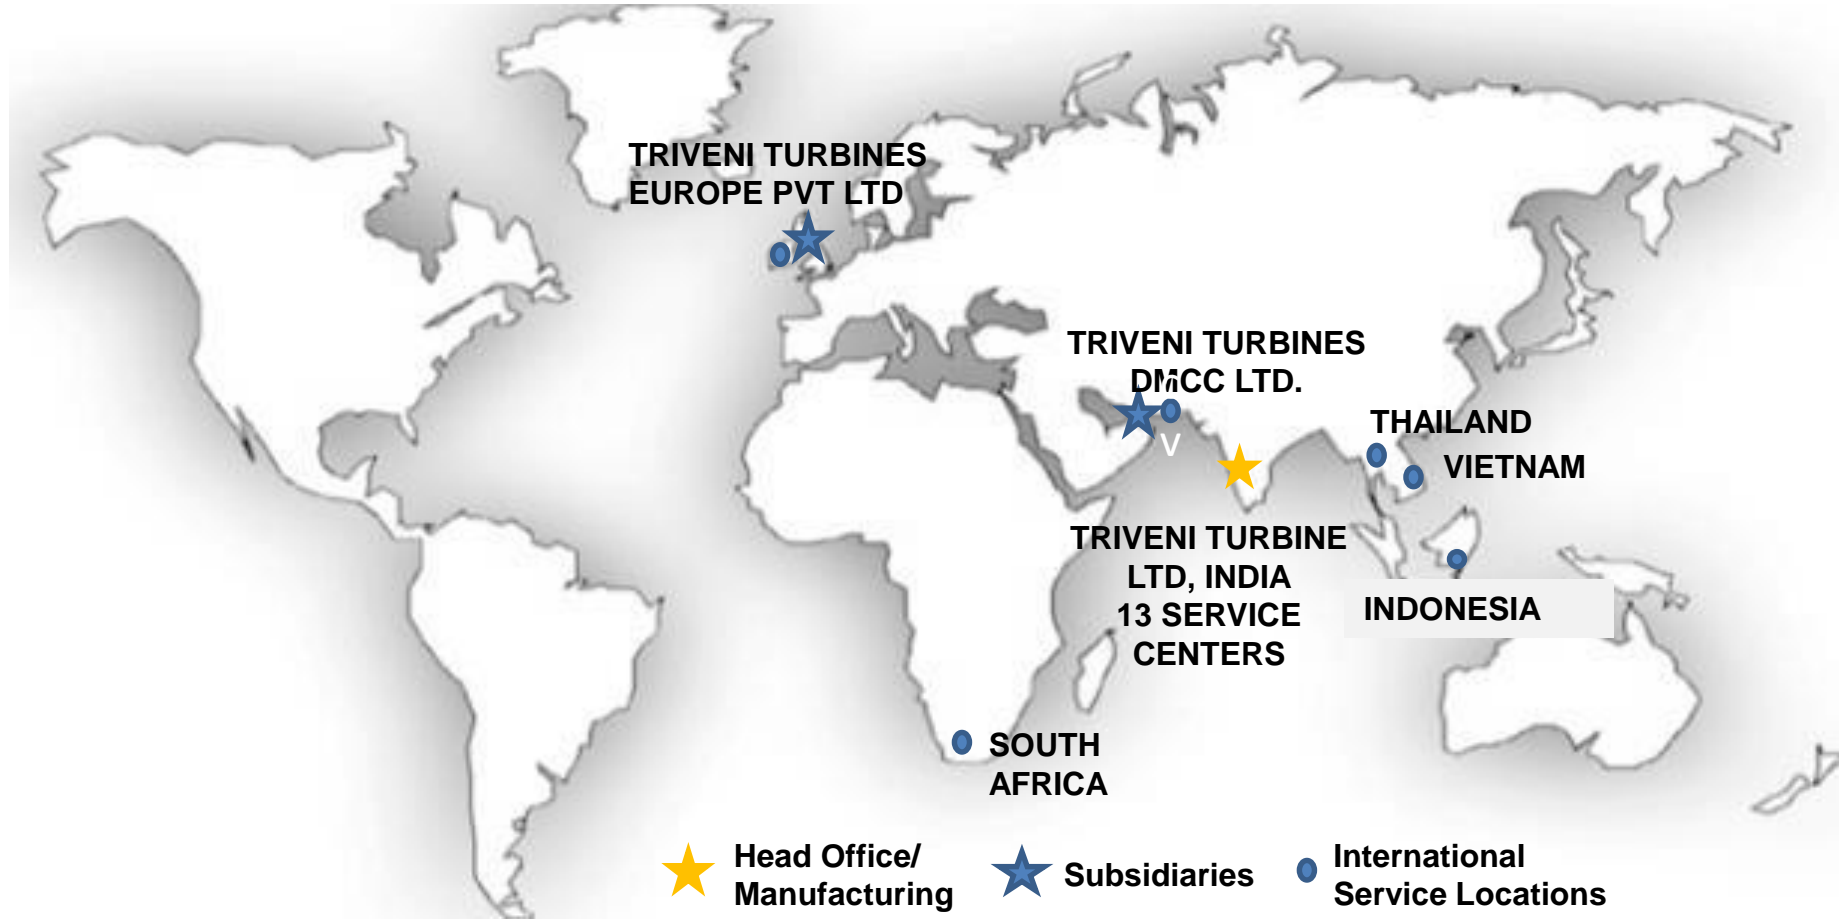 TRIVENI TURBINES
EUROPE PVT LTD
TRIVENI TURBINES
DMCC LTD.
V
THAILAND
VIETNAM
TRIVENI TURBINE
LTD, INDIA
13 SERVICE
CENTERS
INDONESIA
SOUTH
AFRICA
Head Office/
Manufacturing
Subsidiaries
International
Service Locations